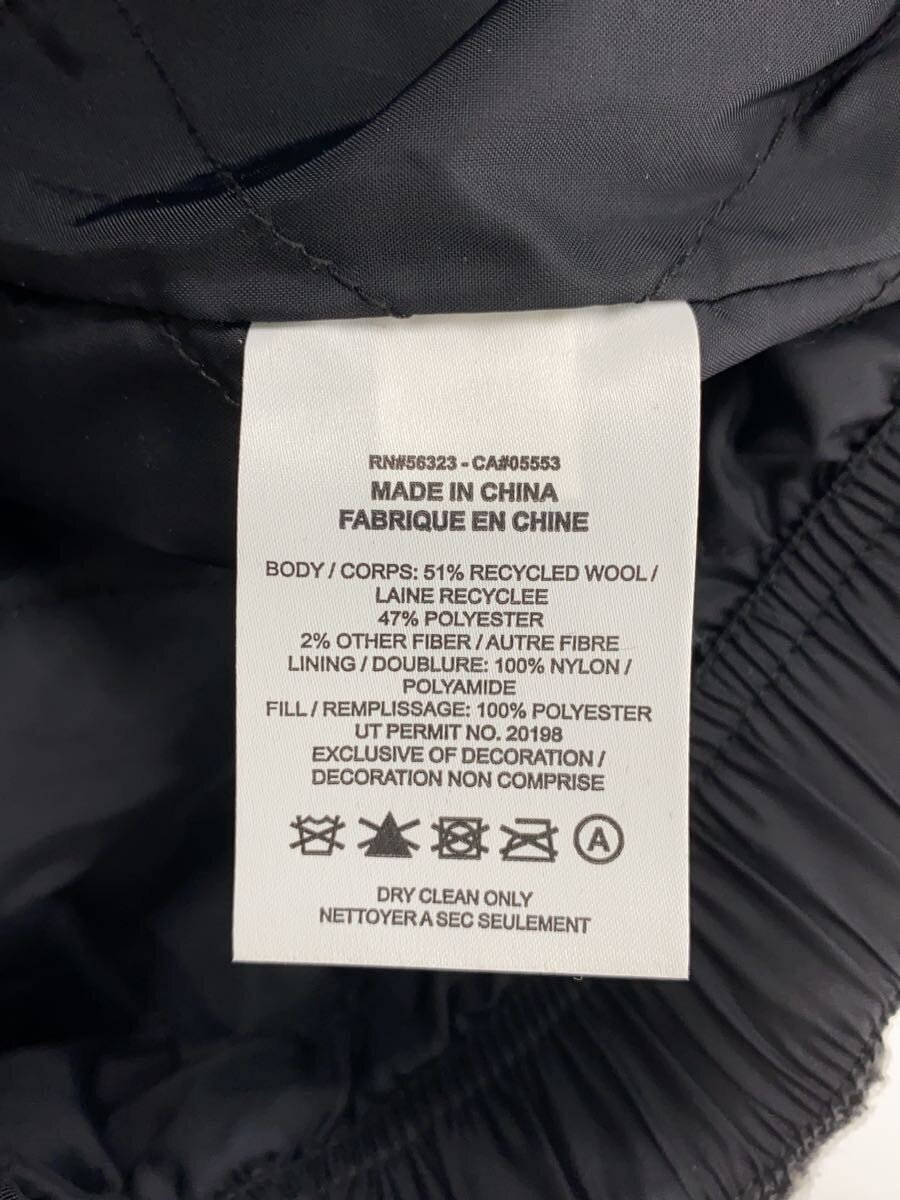 RN#56323 - CA#05553
MADE IN CHINA
FABRIQUE EN CHINE
BODY / CORPS: 51% RECYCLED WOOL /
LAINE RECYCLEE
47% POLYESTER
2% OTHER FIBER / AUTRE FIBRE
LINING / DOUBLURE: 100% NYLON /
POLYAMIDE
FILL / REMPLISSAGE: 100% POLYESTER
UT PERMIT NO. 20198
EXCLUSIVE OF DECORATION /
DECORATION NON COMPRISE
A
DRY CLEAN ONLY
NETTOYER A SEC SEULEMENT